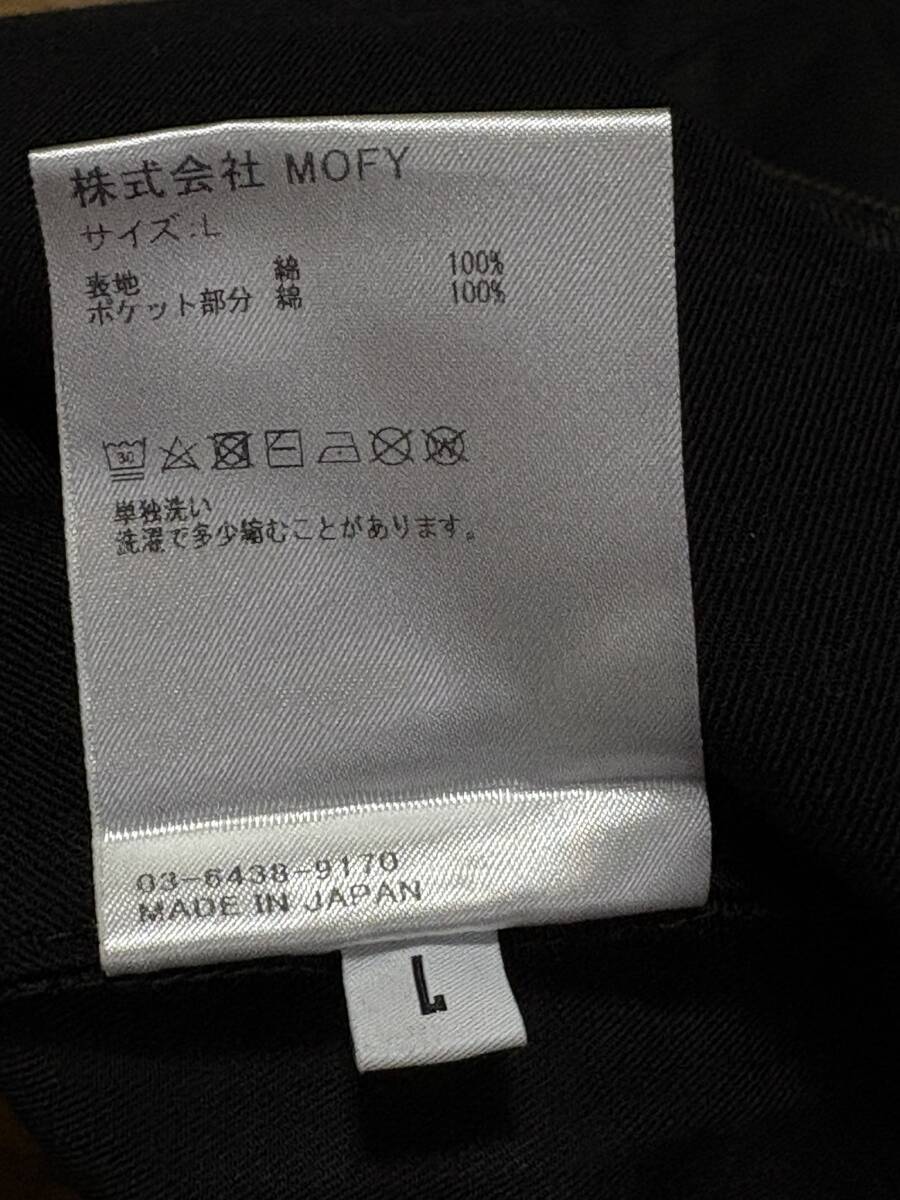 株式会社 MOFY
サイズ:L
表地 綿 100%
ポケット部分 綿 100%
30
W
単独洗い
洗濯で多少縮むことがあります。
03-6438-9170
MADE IN JAPAN
L